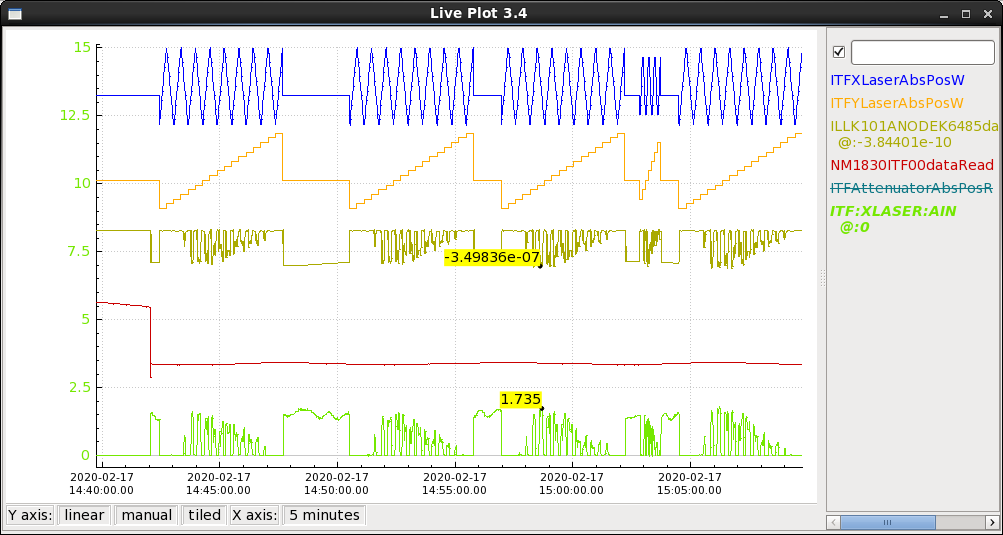 Live Plot 3.4
15
12.5
10
7.5
5
2.5
0
-3.49836e-07
1.735
2020-02-17 2020-02-17 2020-02-17 2020-02-17 2020-02-17 2020-02-17
14:40:00.00 14:45:00.00 14:50:00.00 14:55:00.00 15:00:00.00 15:05:00.00
Y axis: linear manual tiled X axis: 5 minutes
ITFXLaserAbsPosW
ITFYLaserAbsPosW
ILLK101ANODEK6485da
@:-3.84401e-10
NM1830ITF00dataRead
ITFAttenuatorAbsPosR
ITF:XLASER:AIN
@:0